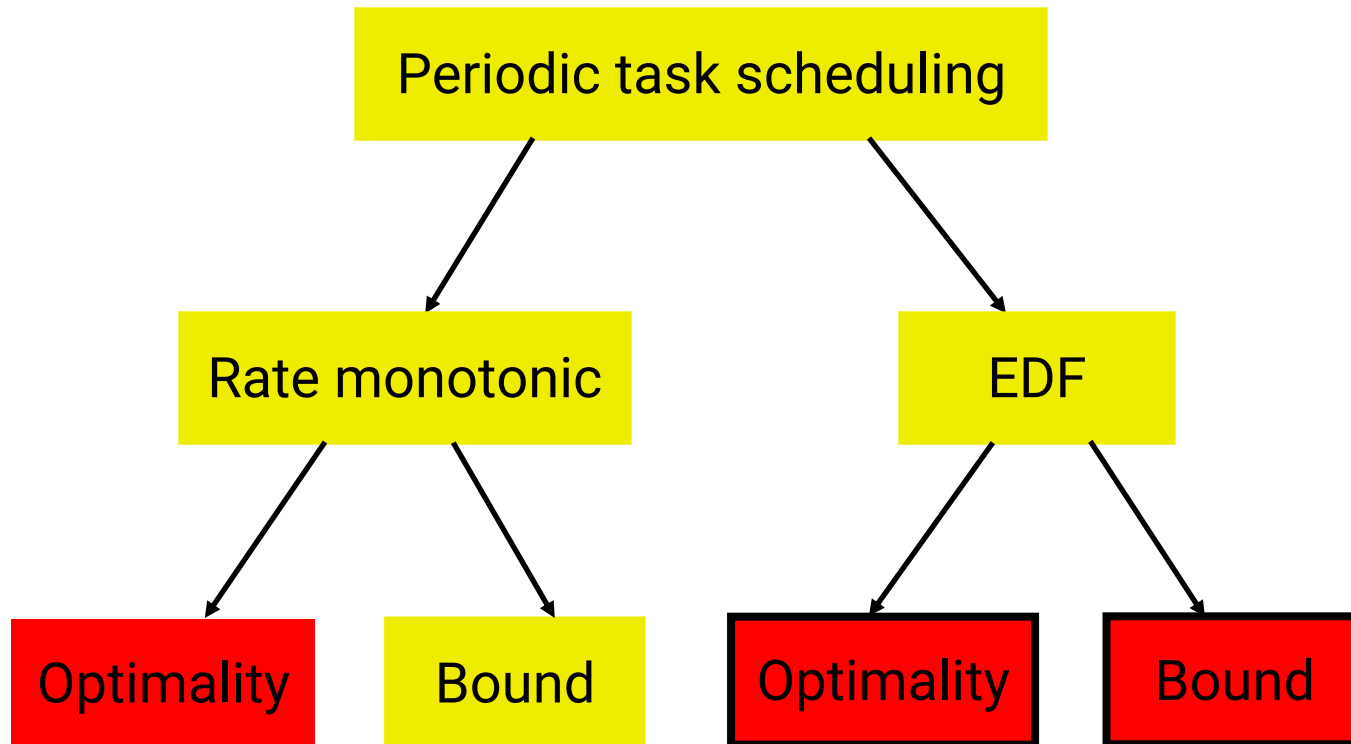 Periodic task scheduling
Rate monotonic
EDF
Optimality
Bound
Optimality
Bound